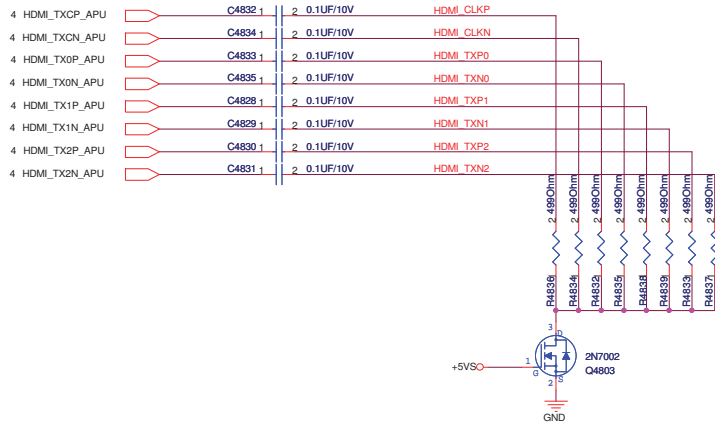 4 HDMI_TXCP_APU C4832 1 2 0.1UF/10V HDMI_CLKP
4 HDMI_TXCN_APU C4834 1 2 0.1UF/10V HDMI_CLKN
4 HDMI_TX0P_APU C4833 1 2 0.1UF/10V HDMI_TXP0
4 HDMI_TX0N_APU C4835 1 2 0.1UF/10V HDMI_TXN0
4 HDMI_TX1P_APU C4828 1 2 0.1UF/10V HDMI_TXP1
4 HDMI_TX1N_APU C4829 1 2 0.1UF/10V HDMI_TXN1
4 HDMI_TX2P_APU C4830 1 2 0.1UF/10V HDMI_TXP2
4 HDMI_TX2N_APU C4831 1 2 0.1UF/10V HDMI_TXN2
2 499Ohm 2 499Ohm 2 499Ohm 2 499Ohm 2 499Ohm 2 499Ohm 2 499Ohm 2 499Ohm
R4836 R4834 R4832 R4835 R4838 R4839 R4833 R4837
3 D
2N7002
+5VS 1 G
Q4803
2 S
GND